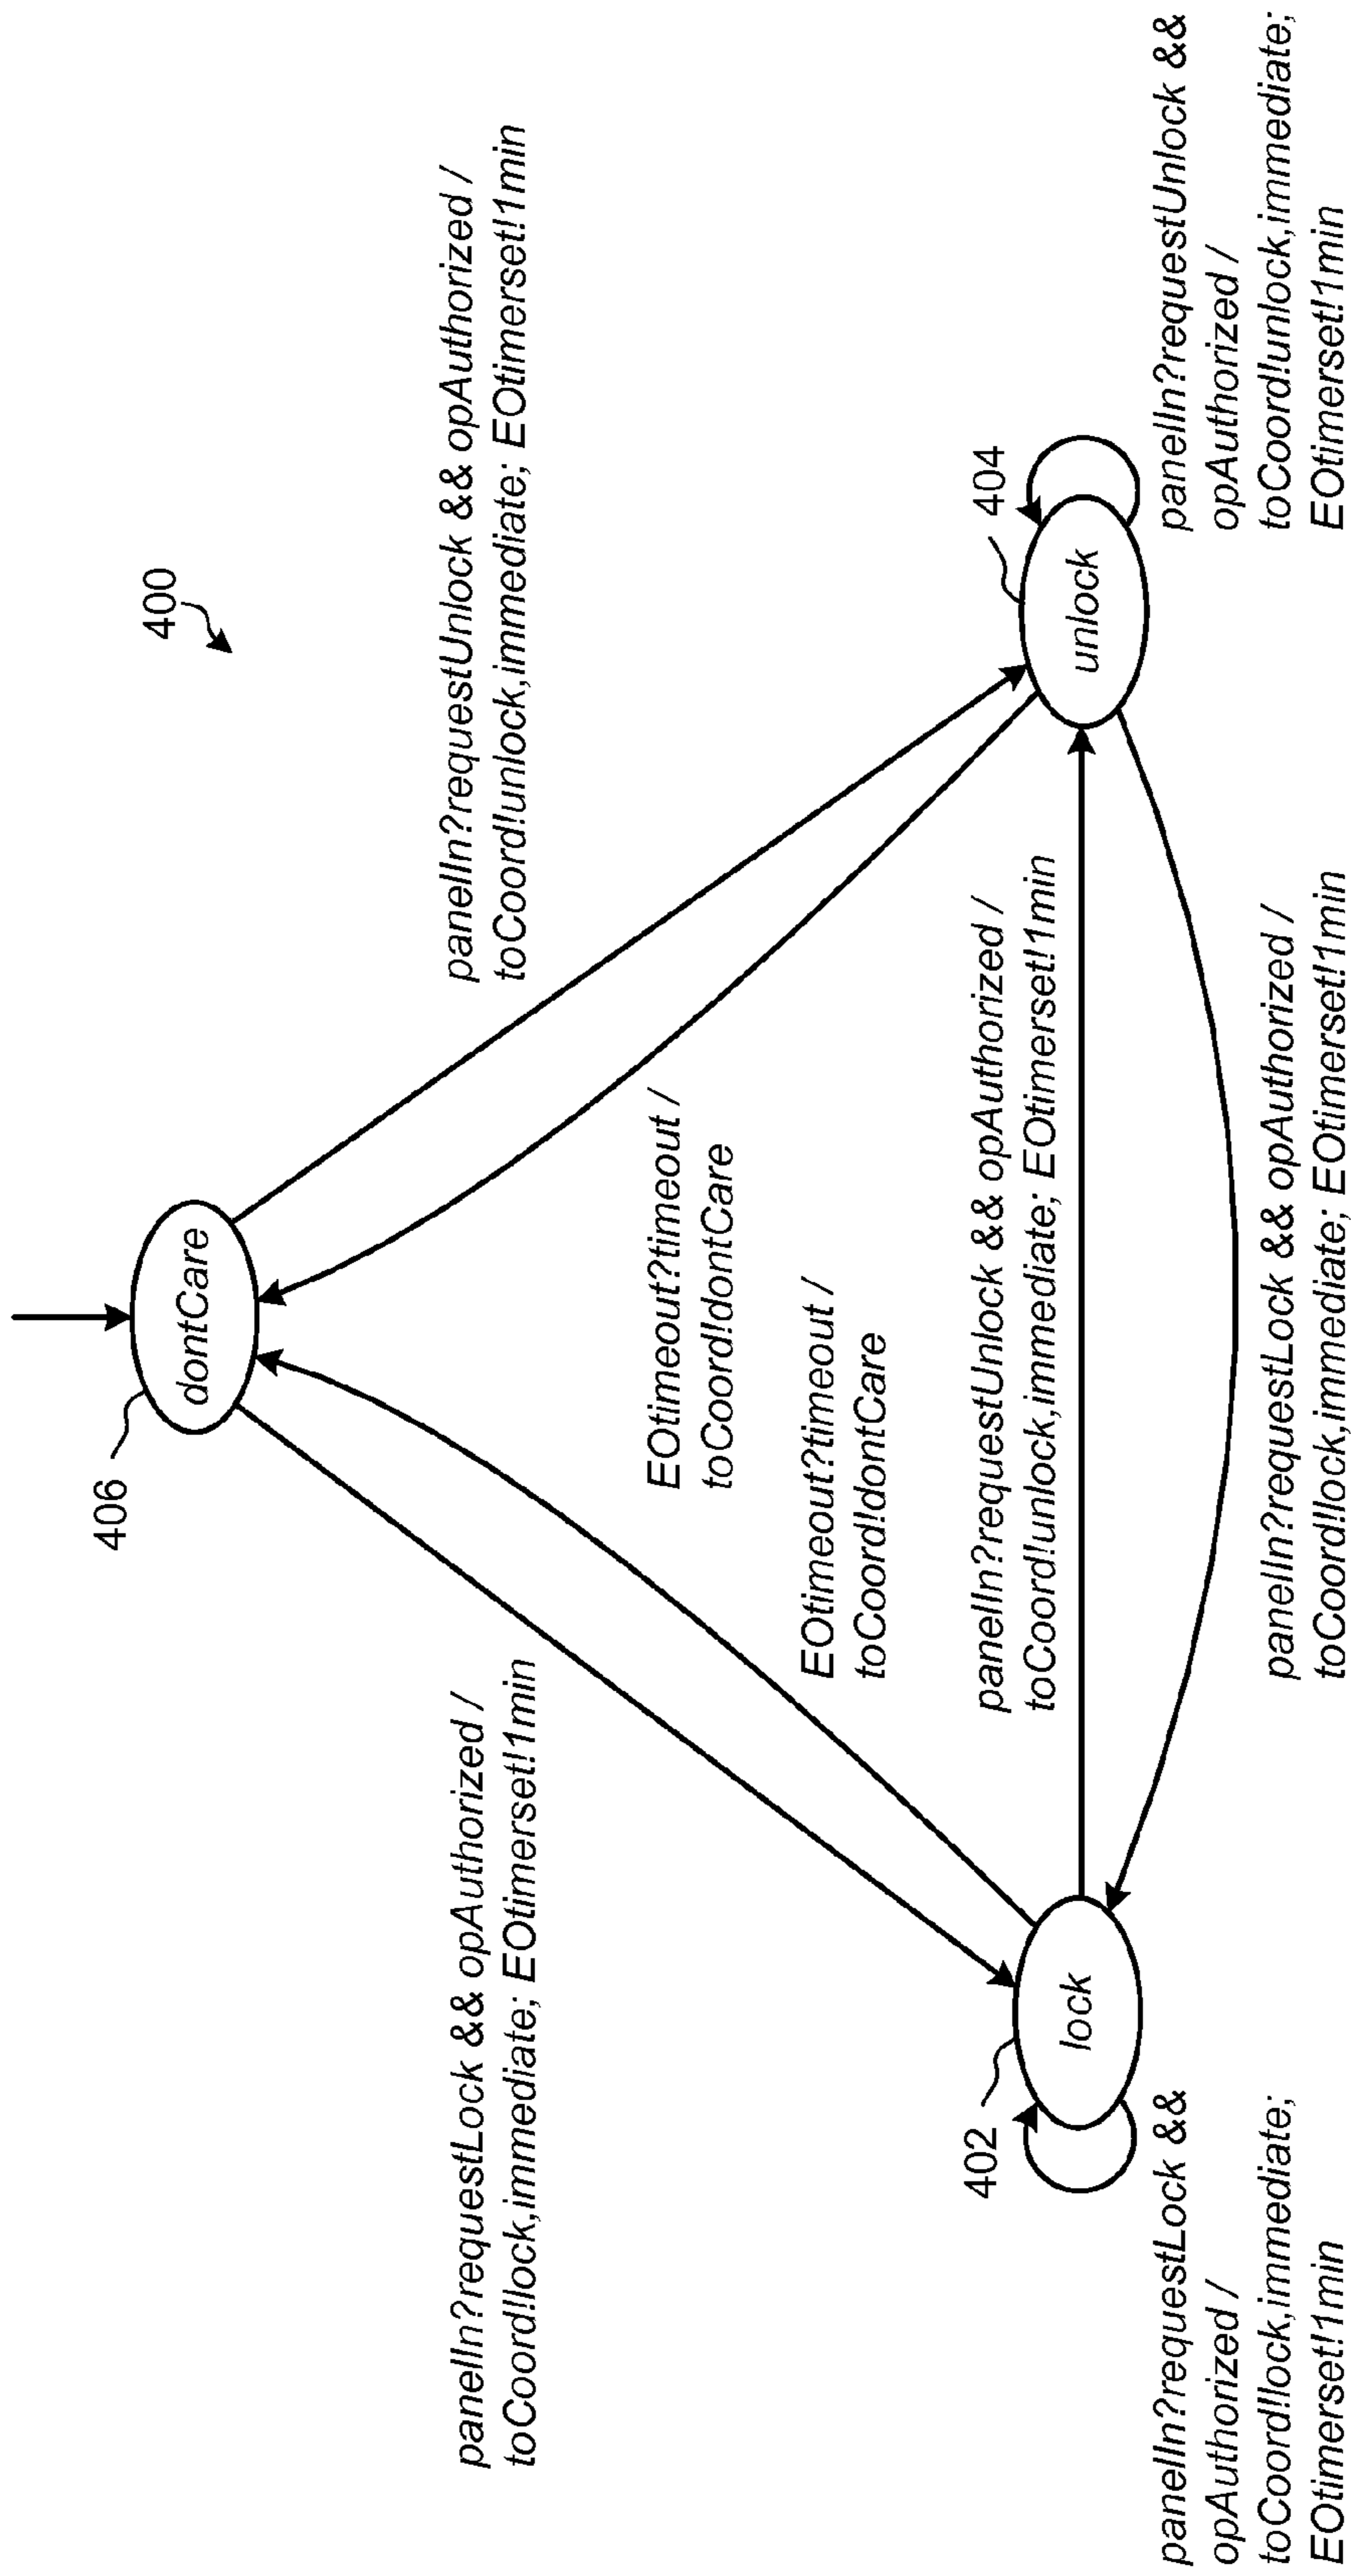 400
406
dontCare
panelIn?requestLock && opAuthorized /
toCoord!lock,immediate; EOtimerset!1min
panelIn?requestUnlock && opAuthorized /
toCoord!unlock,immediate; EOtimerset!1min
EOtimeout?timeout /
toCoord!dontCare
EOtimeout?timeout /
toCoord!dontCare
panelIn?requestUnlock && opAuthorized /
toCoord!unlock,immediate; EOtimerset!1min
402
lock
404
unlock
panelIn?requestLock &&
opAuthorized /
toCoord!lock,immediate;
EOtimerset!1min
panelIn?requestLock && opAuthorized /
toCoord!lock,immediate; EOtimerset!1min
panelIn?requestUnlock &&
opAuthorized /
toCoord!unlock,immediate;
EOtimerset!1min